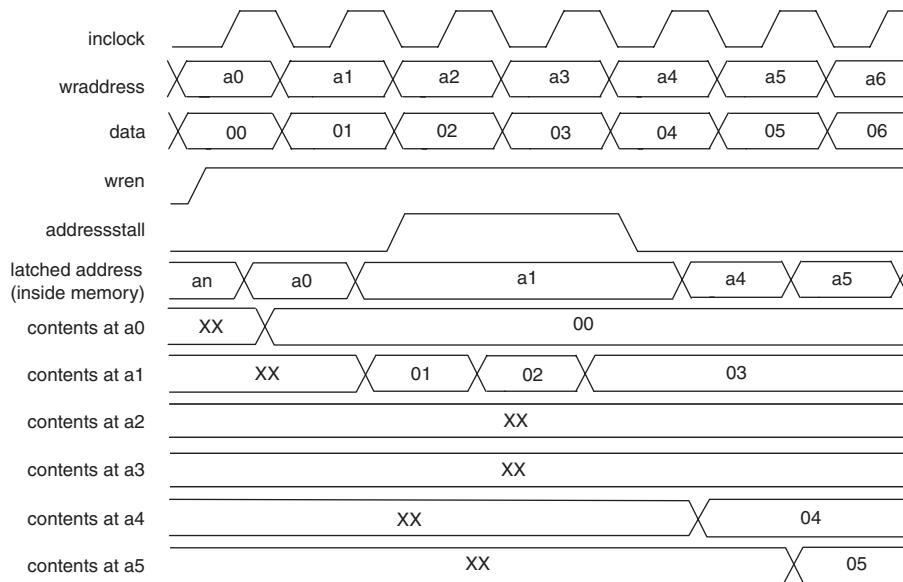 inclock
wraddress a0 a1 a2 a3 a4 a5 a6
data 00 01 02 03 04 05 06
wren
addressstall
latched address
(inside memory) an a0 a1 a4 a5
contents at a0 XX 00
contents at a1 XX 01 02 03
contents at a2 XX
contents at a3 XX
contents at a4 XX 04
contents at a5 XX 05